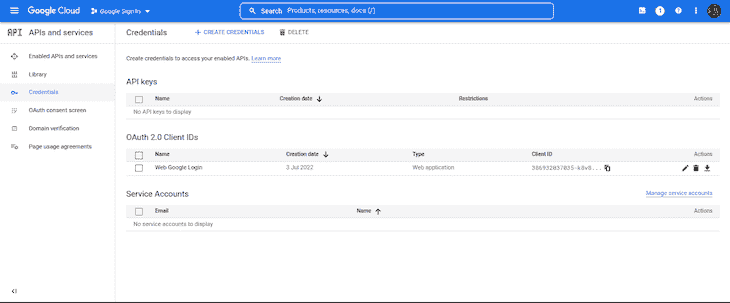 Google Cloud
Google SignIn
Search Products, resources, docs (/)
1
API APIs and services
Credentials
+ CREATE CREDENTIALS
DELETE
Enabled APIs and services
Library
Credentials
OAuth consent screen
Domain verification
Page usage agreements
Create credentials to access your enabled APIs. Learn more
API keys
Name Creation date Restrictions Actions
No API keys to display
OAuth 2.0 Client IDs
Name Creation date Type Client ID Actions
Web Google Login 3 Jul 2022 Web application
Service Accounts
Manage service accounts
Email Name Actions
No service accounts to display